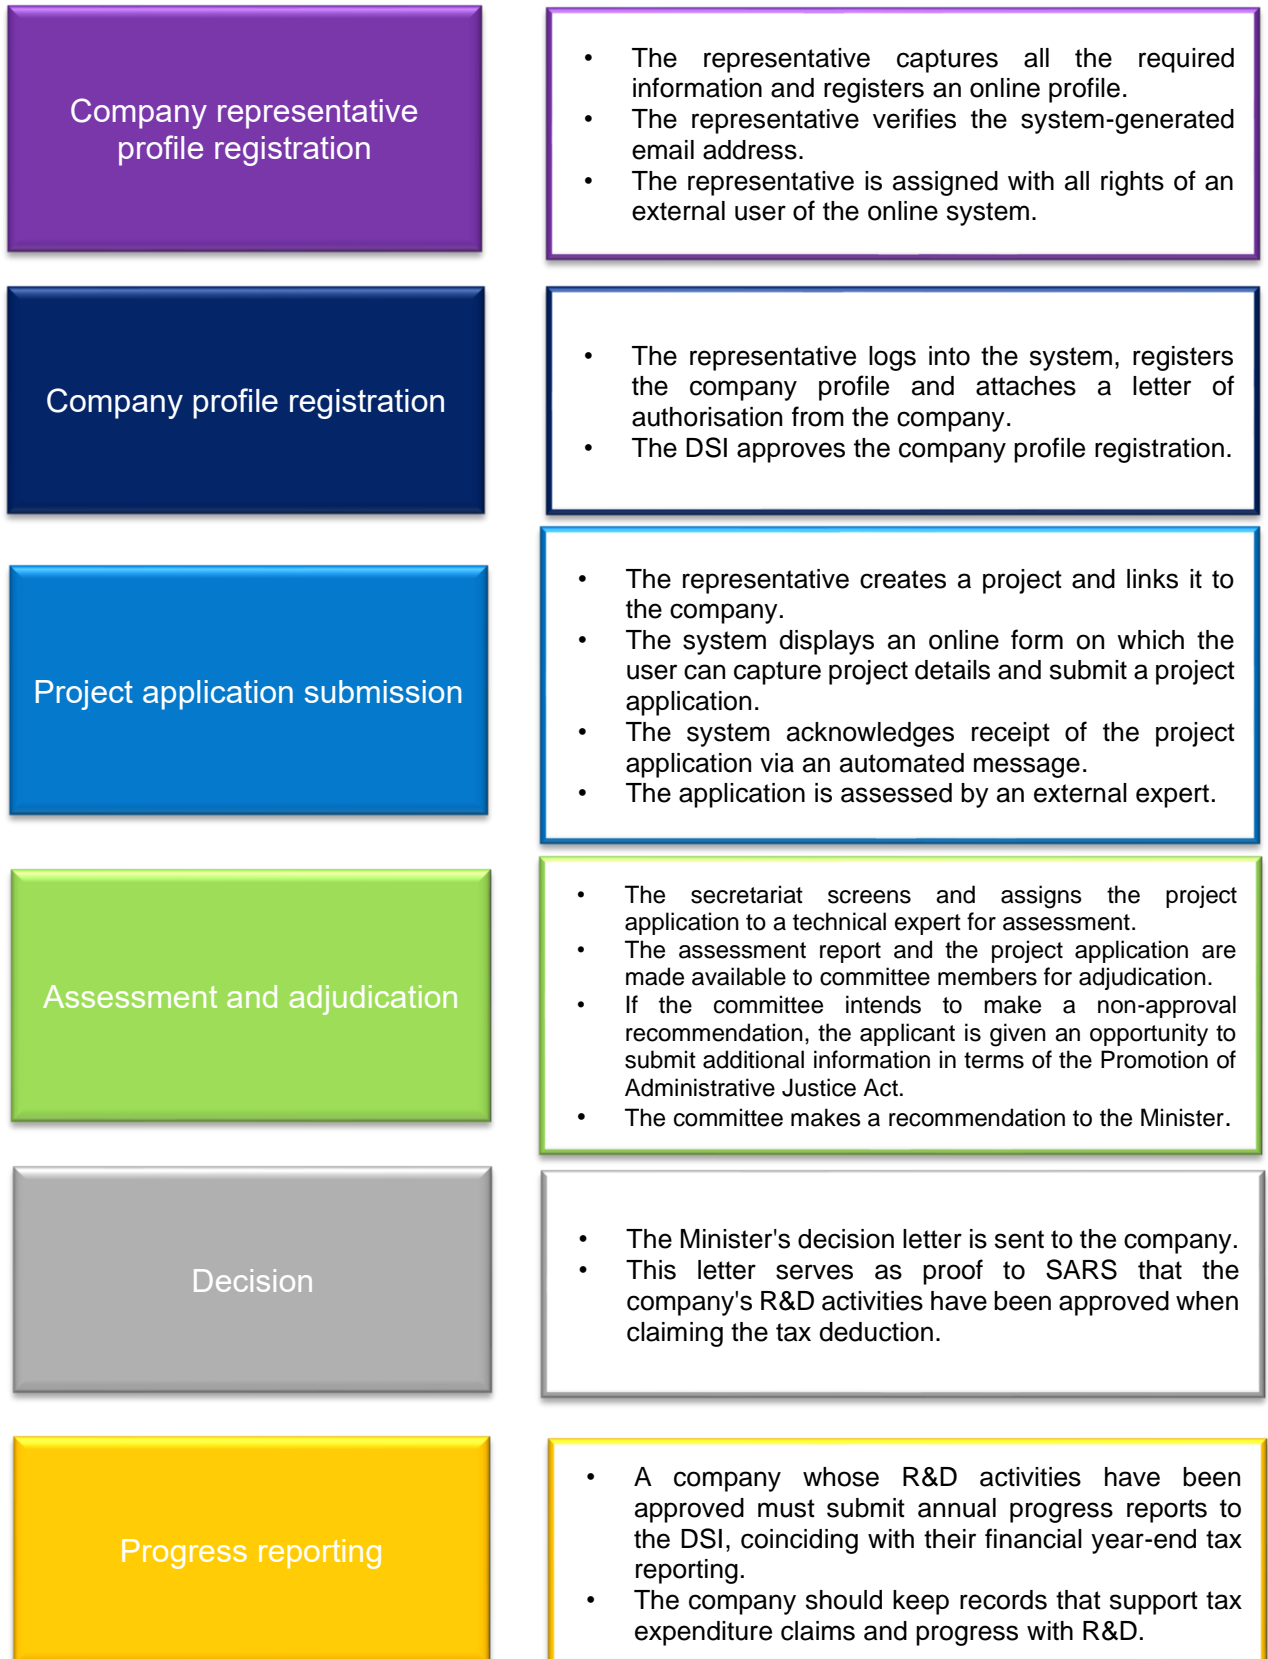 Company representative
profile registration
• The representative captures all the required
information and registers an online profile.
• The representative verifies the system-generated
email address.
• The representative is assigned with all rights of an
external user of the online system.
Company profile registration
• The representative logs into the system, registers
the company profile and attaches a letter of
authorisation from the company.
• The DSI approves the company profile registration.
Project application submission
• The representative creates a project and links it to
the company.
• The system displays an online form on which the
user can capture project details and submit a project
application.
• The system acknowledges receipt of the project
application via an automated message.
• The application is assessed by an external expert.
Assessment and adjudication
• The secretariat screens and assigns the project
application to a technical expert for assessment.
• The assessment report and the project application are
made available to committee members for adjudication.
• If the committee intends to make a non-approval
recommendation, the applicant is given an opportunity to
submit additional information in terms of the Promotion of
Administrative Justice Act.
• The committee makes a recommendation to the Minister.
Decision
• The Minister's decision letter is sent to the company.
• This letter serves as proof to SARS that the
company's R&D activities have been approved when
claiming the tax deduction.
Progress reporting
• A company whose R&D activities have been
approved must submit annual progress reports to
the DSI, coinciding with their financial year-end tax
reporting.
• The company should keep records that support tax
expenditure claims and progress with R&D.